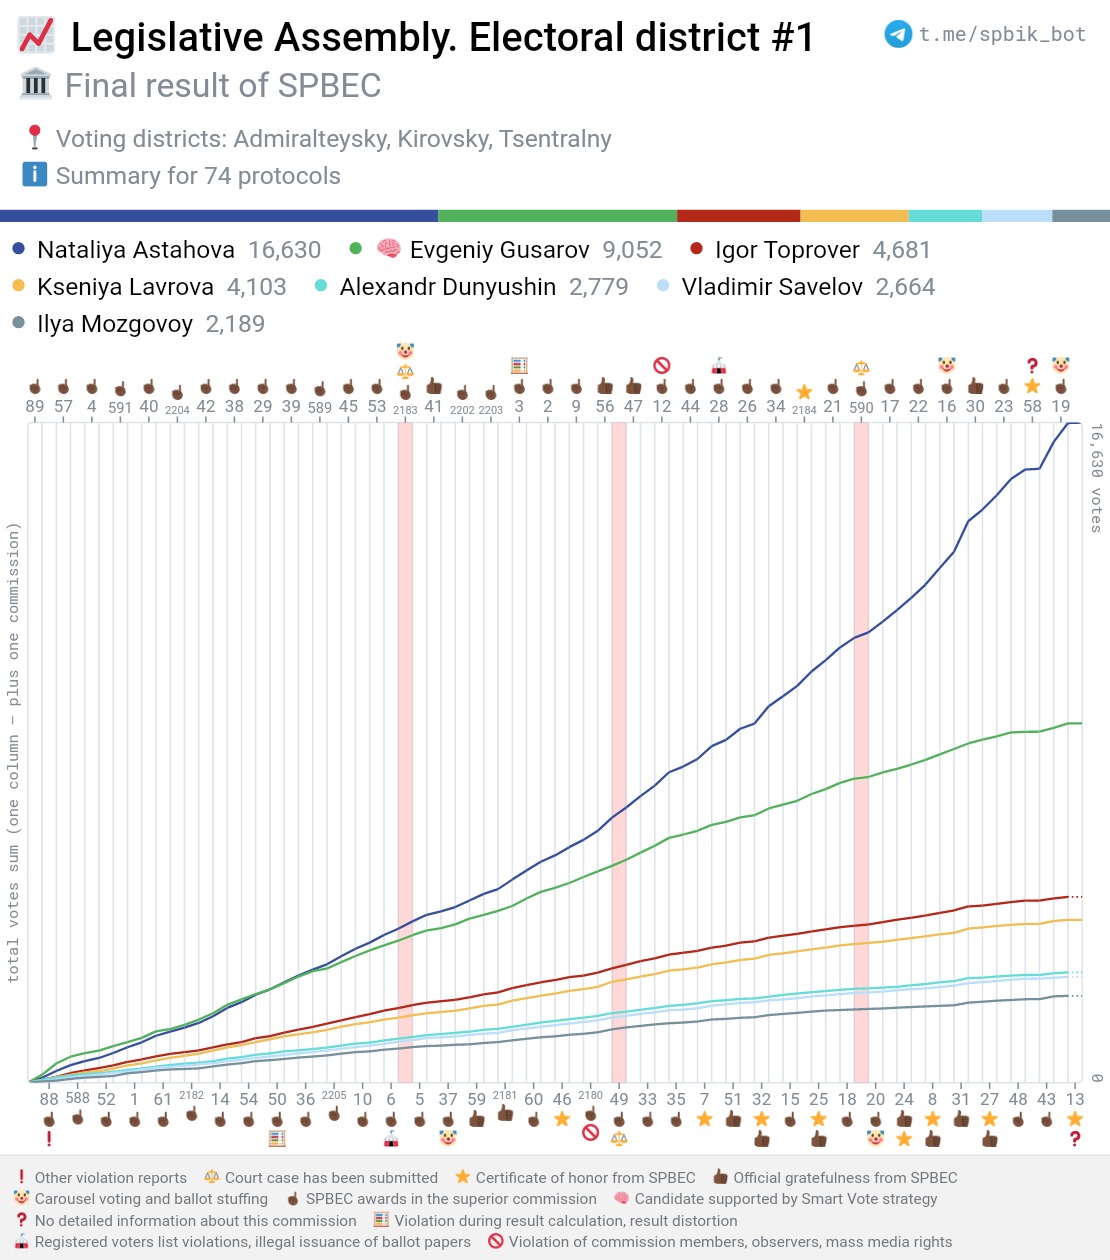 Legislative Assembly. Electoral district #1
t.me/spbik_bot
Final result of SPBEC
Voting districts: Admiralteysky, Kirovsky, Tsentralny
Summary for 74 protocols
Nataliya Astahova 16,630 Evgeniy Gusarov 9,052 Igor Toprover 4,681
Kseniya Lavrova 4,103 Alexandr Dunyushin 2,779 Vladimir Savelov 2,664
Ilya Mozgovoy 2,189
89 57 4 591 40 2204 42 38 29 39 589 45 53 2183 41 2202 2203 3 2 9 56 47 12 44 28 26 34 2184 21 590 17 22 16 30 23 58 19
16,630 votes
total votes sum (one column – plus one commission)
0
88 588 52 1 61 2182 14 54 50 36 2205 10 6 5 37 59 2181 60 46 2180 49 33 35 7 51 32 15 25 18 20 24 8 31 27 48 43 13
Other violation reports Court case has been submitted Certificate of honor from SPBEC Official gratefulness from SPBEC
Carousel voting and ballot stuffing SPBEC awards in the superior commission Candidate supported by Smart Vote strategy
No detailed information about this commission Violation during result calculation, result distortion
Registered voters list violations, illegal issuance of ballot papers Violation of commission members, observers, mass media rights